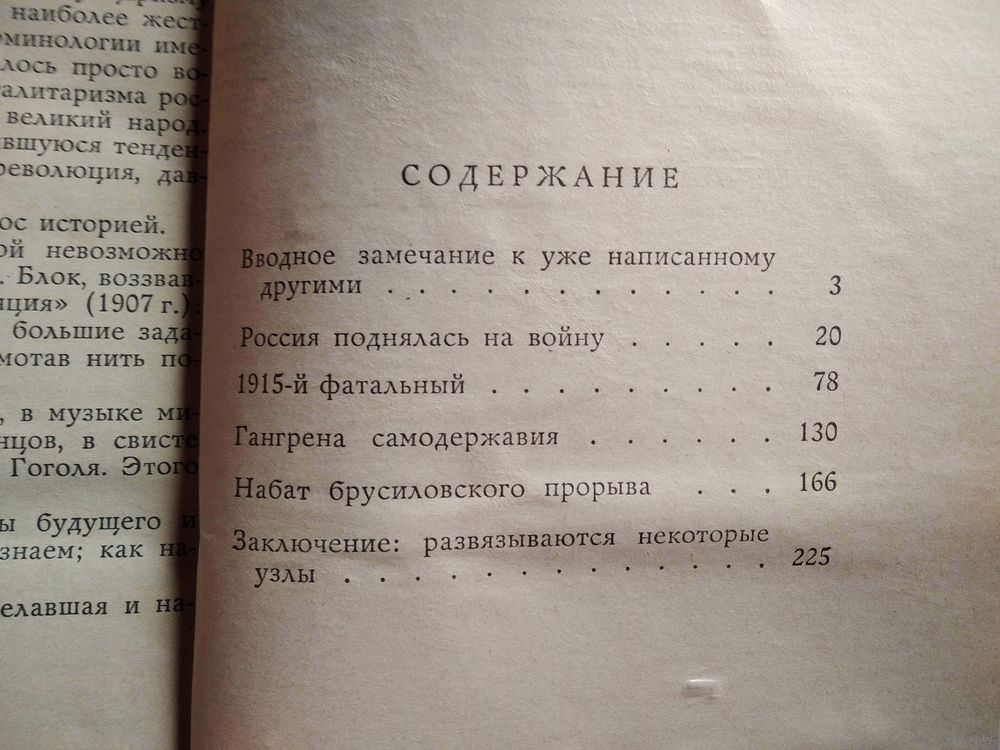 наиболее жест-
оминологии име-
лось просто во-
алитаризма рос-
великий народ.
вшуюся тенден-
революция, дав-
ос историей.
ой невозможно
. Блок, воззвав-
ция» (1907 г.):
большие зада-
мотав нить по-
, в музыке ми-
нцов, в свисте
Гоголя. Этого
ы будущего и
знаем; как на-
елавшая и на-
СОДЕРЖАНИЕ
Вводное замечание к уже написанному
другими . . . . . . . . . . . . . 3
Россия поднялась на войну . . . . . 20
1915-й фатальный . . . . . . . . . 78
Гангрена самодержавия . . . . . . 130
Набат брусиловского прорыва . . . 166
Заключение: развязываются некоторые
узлы . . . . . . . . . . . . . 225